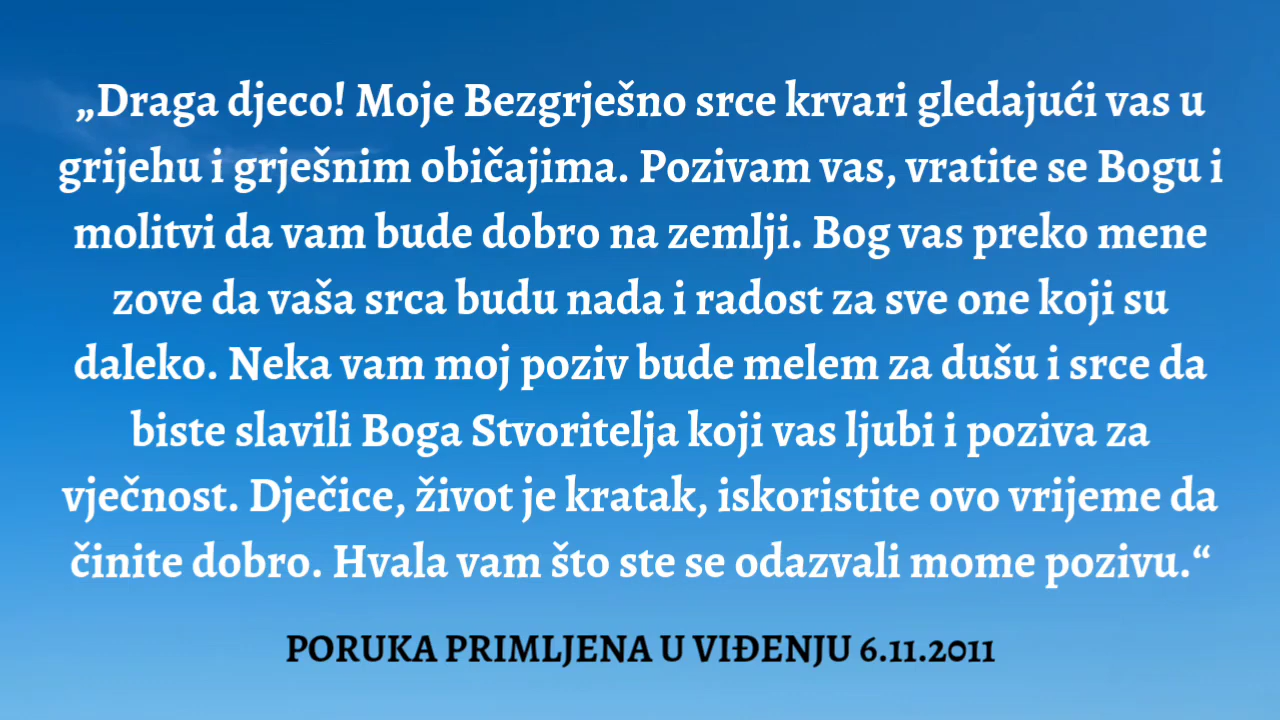 „Draga djeco! Moje Bezgrješno srce krvari gledajući vas u
grijehu i grješnim običajima. Pozivam vas, vratite se Bogu i
molitvi da vam bude dobro na zemlji. Bog vas preko mene
zove da vaša srca budu nada i radost za sve one koji su
daleko. Neka vam moj poziv bude melem za dušu i srce da
biste slavili Boga Stvoritelja koji vas ljubi i poziva za
vječnost. Dječice, život je kratak, iskoristite ovo vrijeme da
činite dobro. Hvala vam što ste se odazvali mome pozivu.“
PORUKA PRIMLJENA U VIĐENJU 6.11.2011